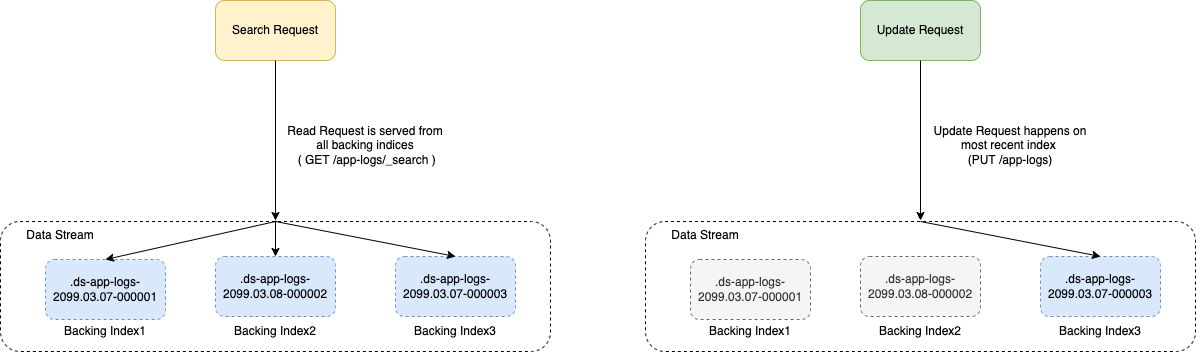 Search Request
Read Request is served from
all backing indices
( GET /app-logs/_search )
Data Stream
.ds-app-logs-
2099.03.07-000001
Backing Index1
.ds-app-logs-
2099.03.08-000002
Backing Index2
.ds-app-logs-
2099.03.07-000003
Backing Index3
Update Request
Update Request happens on
most recent index
(PUT /app-logs)
Data Stream
.ds-app-logs-
2099.03.07-000001
Backing Index1
.ds-app-logs-
2099.03.08-000002
Backing Index2
.ds-app-logs-
2099.03.07-000003
Backing Index3